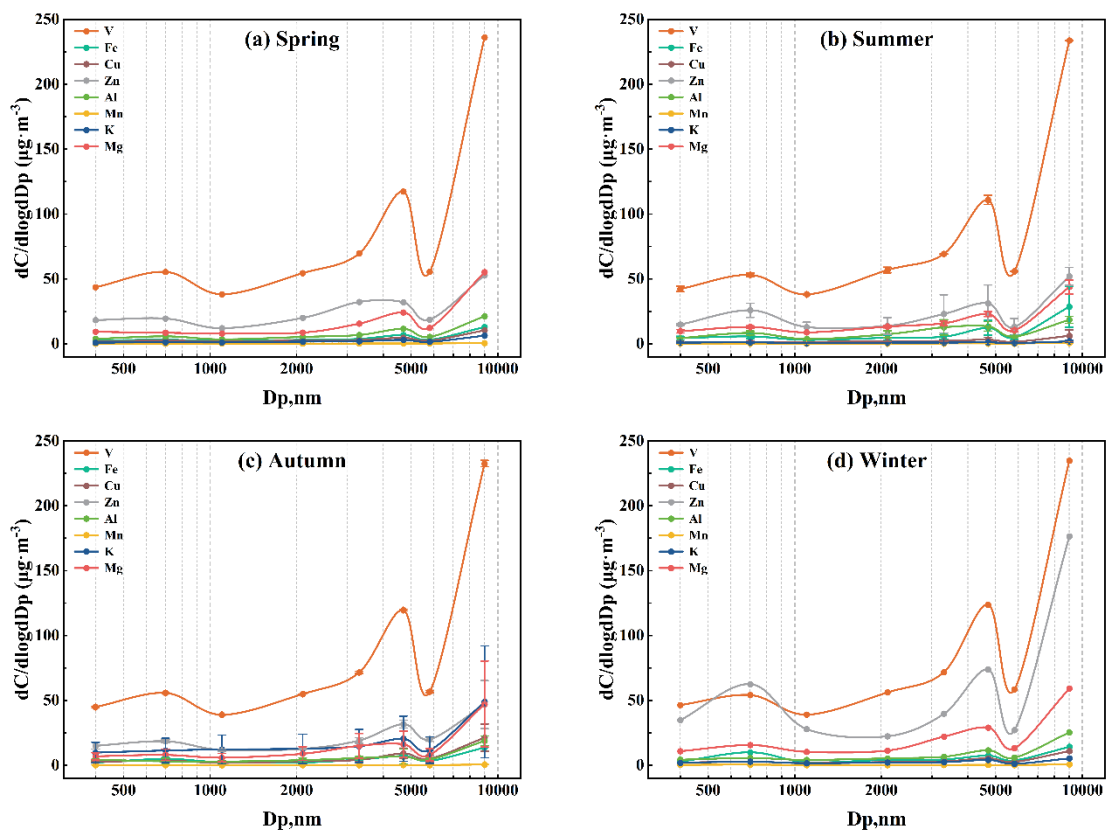 250
(a) Spring
V
Fe
Cu
Zn
Al
Mn
K
Mg
200
150
100
50
0
dC/dlogdDp (μg·m⁻³)
500
1000
2000
5000
10000
Dp,nm
250
(b) Summer
V
Fe
Cu
Zn
Al
Mn
K
Mg
200
150
100
50
0
dC/dlogdDp (μg·m⁻³)
500
1000
2000
5000
10000
Dp,nm
250
(c) Autumn
V
Fe
Cu
Zn
Al
Mn
K
Mg
200
150
100
50
0
dC/dlogdDp (μg·m⁻³)
500
1000
2000
5000
10000
Dp,nm
250
(d) Winter
V
Fe
Cu
Zn
Al
Mn
K
Mg
200
150
100
50
0
dC/dlogdDp (μg·m⁻³)
500
1000
2000
5000
10000
Dp,nm